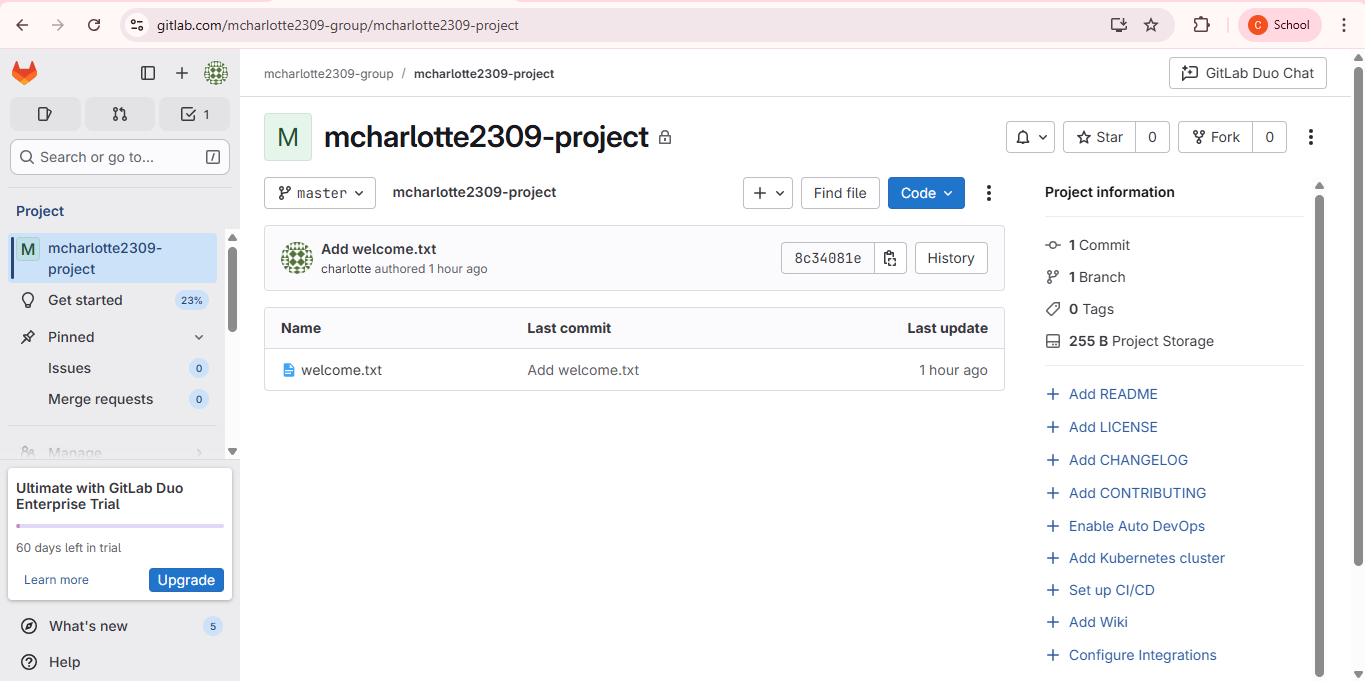 gitlab.com/mcharlotte2309-group/mcharlotte2309-project
C School
mcharlotte2309-group / mcharlotte2309-project
GitLab Duo Chat
1
Search or go to... /
Project
M mcharlotte2309-
project
Get started 23%
Pinned
Issues 0
Merge requests 0
Manage
Ultimate with GitLab Duo
Enterprise Trial
60 days left in trial
Learn more Upgrade
What's new 5
Help
M mcharlotte2309-project
Star 0 Fork 0
master mcharlotte2309-project Find file Code
Add welcome.txt
charlotte authored 1 hour ago
8c34081e History
Name Last commit Last update
welcome.txt Add welcome.txt 1 hour ago
Project information
1 Commit
1 Branch
0 Tags
255 B Project Storage
Add README
Add LICENSE
Add CHANGELOG
Add CONTRIBUTING
Enable Auto DevOps
Add Kubernetes cluster
Set up CI/CD
Add Wiki
Configure Integrations